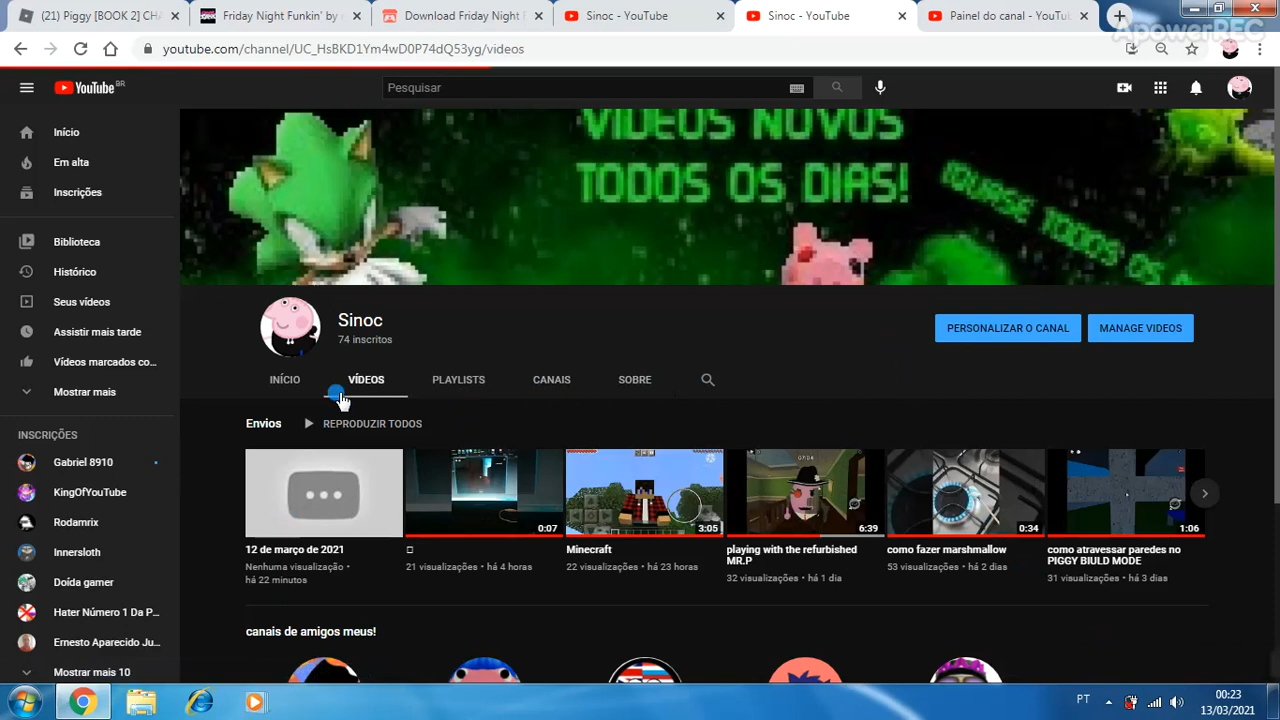 (21) Piggy [BOOK 2] CHA
Friday Night Funkin' by
Download Friday Night
Sinoc - YouTube
Sinoc - YouTube
Painel do canal - YouTu
ApowerREC
youtube.com/channel/UC_HsBKD1Ym4wD0P74dQ53yg/videos
YouTube BR
Pesquisar
Início
Em alta
Inscrições
Biblioteca
Histórico
Seus vídeos
Assistir mais tarde
Vídeos marcados co...
Mostrar mais
INSCRIÇÕES
Gabriel 8910
KingOfYouTube
Rodamrix
Innersloth
Doída gamer
Hater Número 1 Da P...
Ernesto Aparecido Ju...
Mostrar mais 10
VIDEOS NOVOS
TODOS OS DIAS!
TODOS
Sinoc
74 inscritos
PERSONALIZAR O CANAL
MANAGE VIDEOS
INÍCIO
VÍDEOS
PLAYLISTS
CANAIS
SOBRE
Envios
REPRODUZIR TODOS
0:07
3:05
07:04
6:39
0:34
1:06
12 de março de 2021
Nenhuma visualização •
há 22 minutos
21 visualizações • há 4 horas
Minecraft
22 visualizações • há 23 horas
playing with the refurbished
MR.P
32 visualizações • há 1 dia
como fazer marshmallow
53 visualizações • há 2 dias
como atravessar paredes no
PIGGY BIULD MODE
31 visualizações • há 3 dias
canais de amigos meus!
PT
00:23
13/03/2021